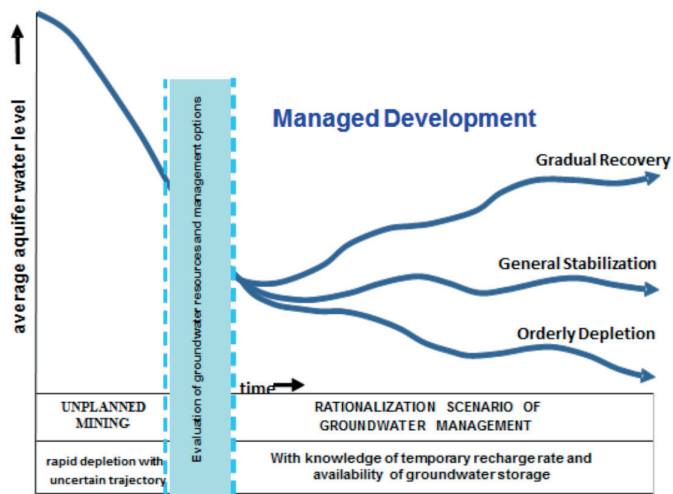 average aquifer water level
Evaluation of groundwater resources and management options
Managed Development
Gradual Recovery
General Stabilization
Orderly Depletion
time
UNPLANNED
MINING
RATIONALIZATION SCENARIO OF
GROUNDWATER MANAGEMENT
rapid depletion with
uncertain trajectory
With knowledge of temporary recharge rate and
availability of groundwater storage